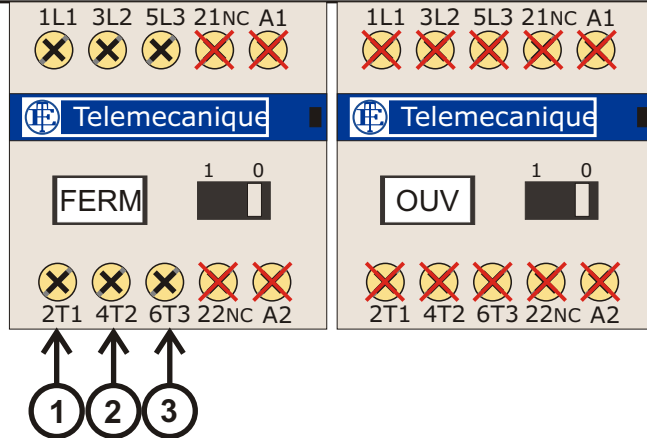 1L1 3L2 5L3 21NC A1
1L1 3L2 5L3 21NC A1
Telemecanique
Telemecanique
FERM
1 0
OUV
1 0
2T1 4T2 6T3 22NC A2
2T1 4T2 6T3 22NC A2
1 2 3